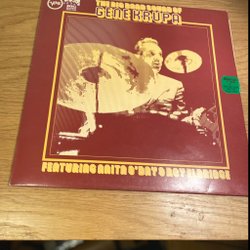 THE BIG BAND SOUND OF
GENE KRUPA
FEATURING ANITA O'DAY & ROY ELDRIDGE